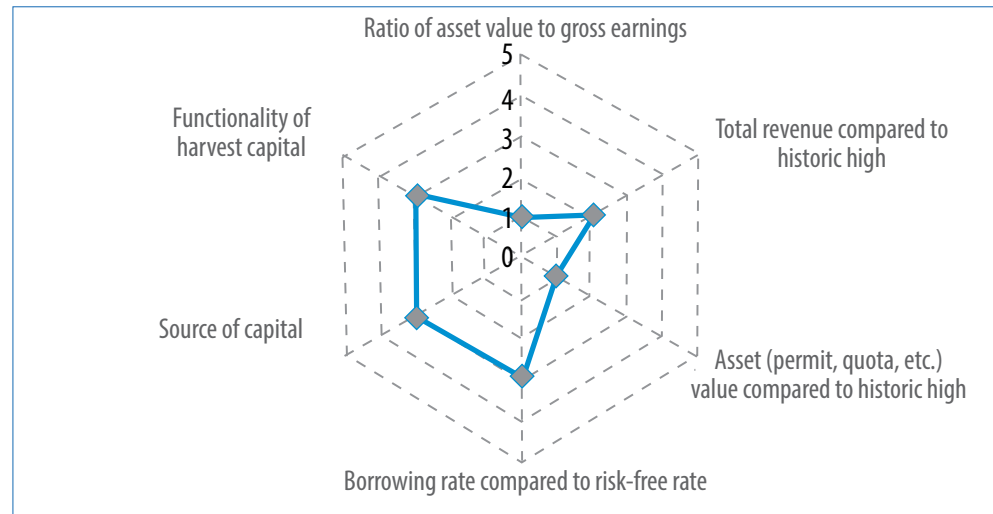 Ratio of asset value to gross earnings
5
4
3
2
1
0
Functionality of
harvest capital
Total revenue compared to
historic high
Source of capital
Asset (permit, quota, etc.)
value compared to historic high
Borrowing rate compared to risk-free rate